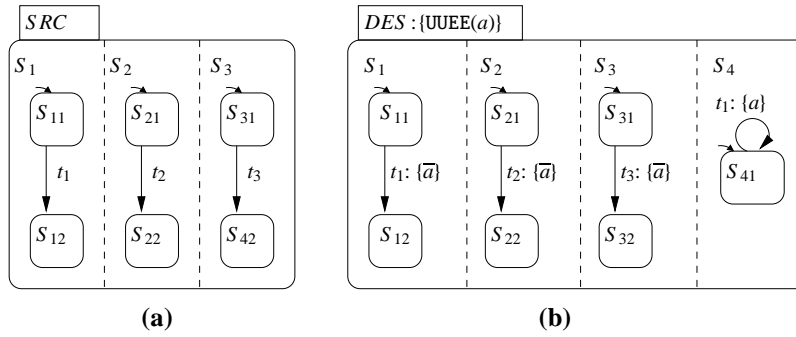 SRC
S1 S2 S3
S11 S21 S31
t1 t2 t3
S12 S22 S42
(a)
DES :{UUEE(a)}
S1 S2 S3 S4
t1: {a}
S11 S21 S31
S41
t1: {a̅} t2: {a̅} t3: {a̅}
S12 S22 S32
(b)